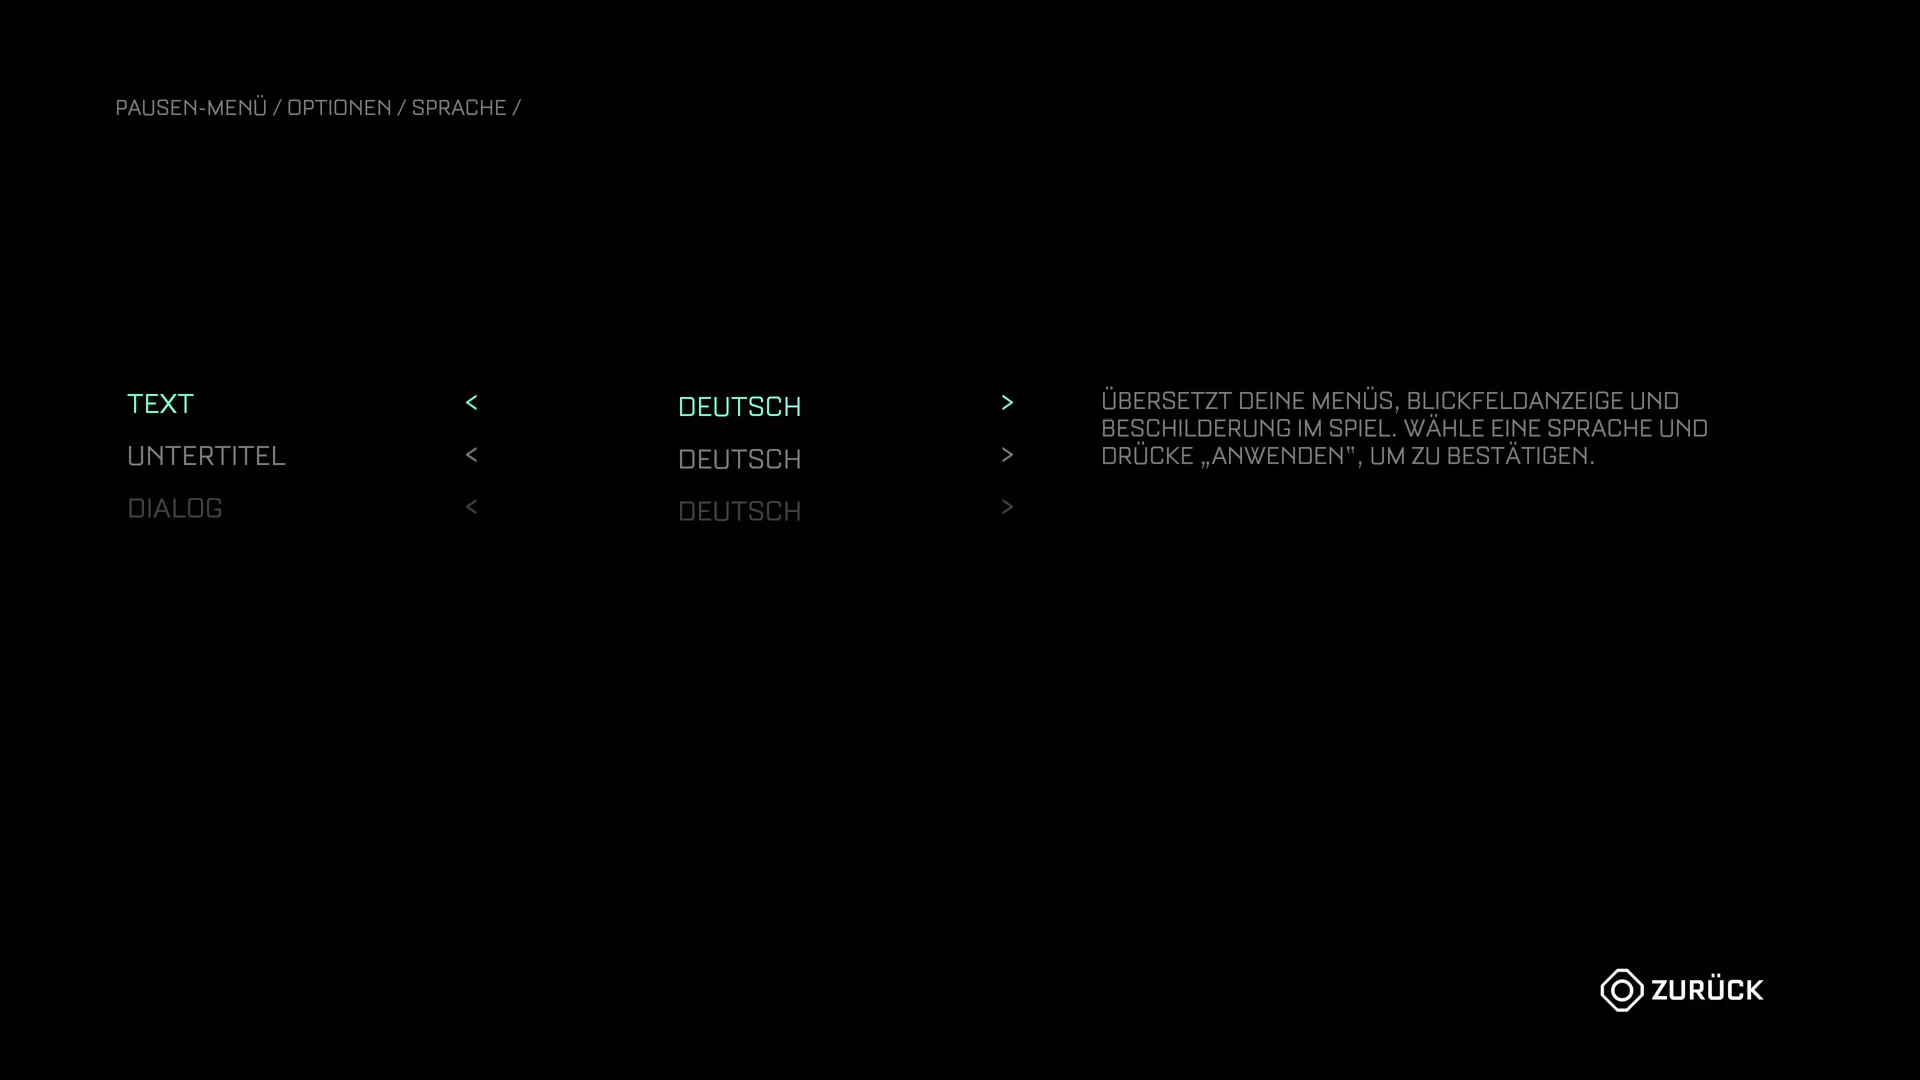 PAUSEN-MENÜ / OPTIONEN / SPRACHE /
TEXT < DEUTSCH >
UNTERTITEL < DEUTSCH >
DIALOG < DEUTSCH >
ÜBERSETZT DEINE MENÜS, BLICKFELDANZEIGE UND
BESCHILDERUNG IM SPIEL. WÄHLE EINE SPRACHE UND
DRÜCKE „ANWENDEN‟, UM ZU BESTÄTIGEN.
ZURÜCK